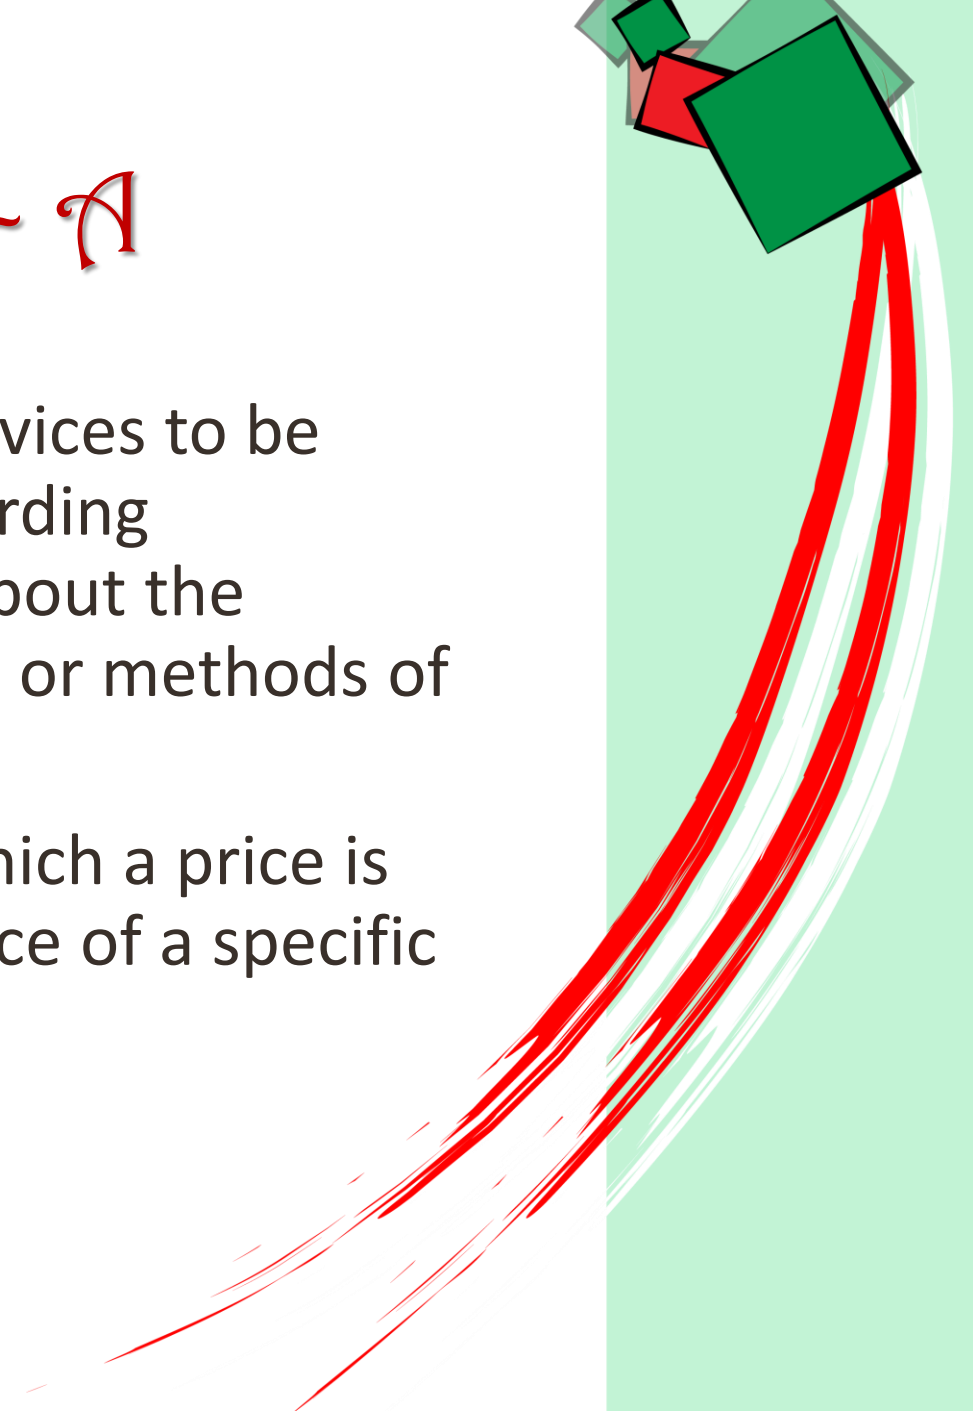 - A
vices to be
rding
bout the
or methods of
hich a price is
ce of a specific